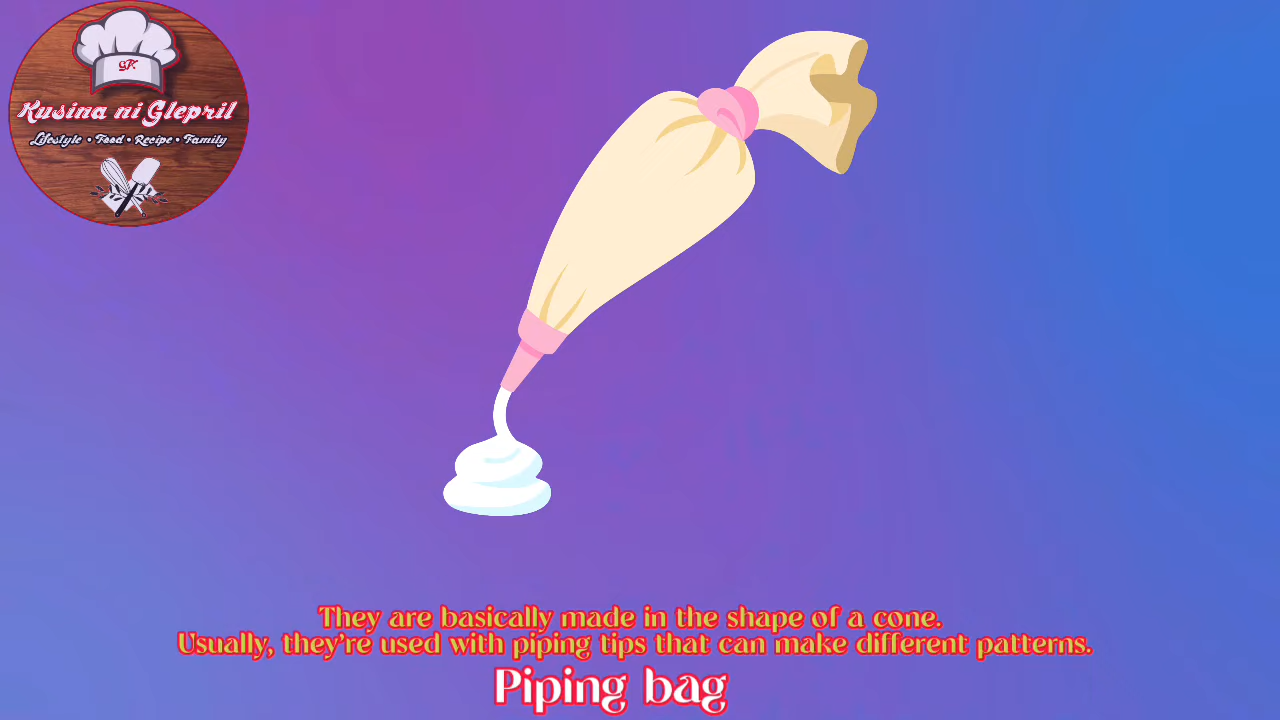 GK
Kusina ni Glepril
Lifestyle • Food • Recipe • Family
They are basically made in the shape of a cone.
Usually, they're used with piping tips that can make different patterns.
Piping bag